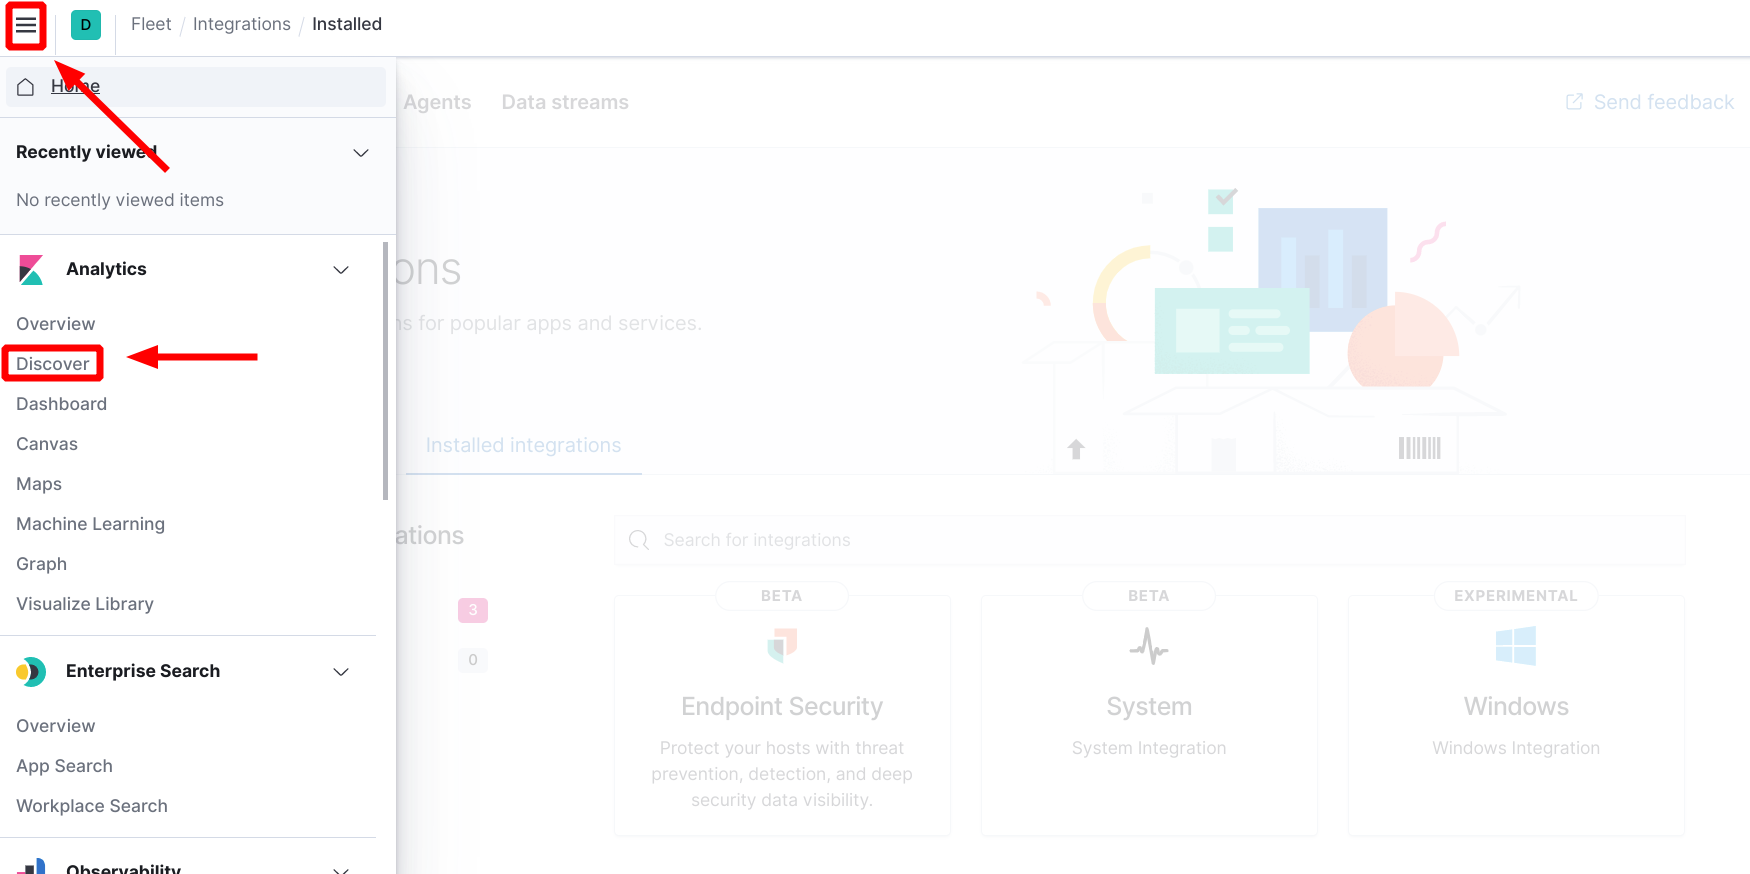 D
Fleet / Integrations / Installed
Home
Agents
Data streams
Send feedback
Recently viewed
No recently viewed items
Analytics
Overview
Discover
Dashboard
Canvas
Maps
Machine Learning
Graph
Visualize Library
Enterprise Search
Overview
App Search
Workplace Search
Observability
ons
ns for popular apps and services.
Installed integrations
ations
3
0
Search for integrations
BETA
Endpoint Security
Protect your hosts with threat
prevention, detection, and deep
security data visibility.
BETA
System
System Integration
EXPERIMENTAL
Windows
Windows Integration